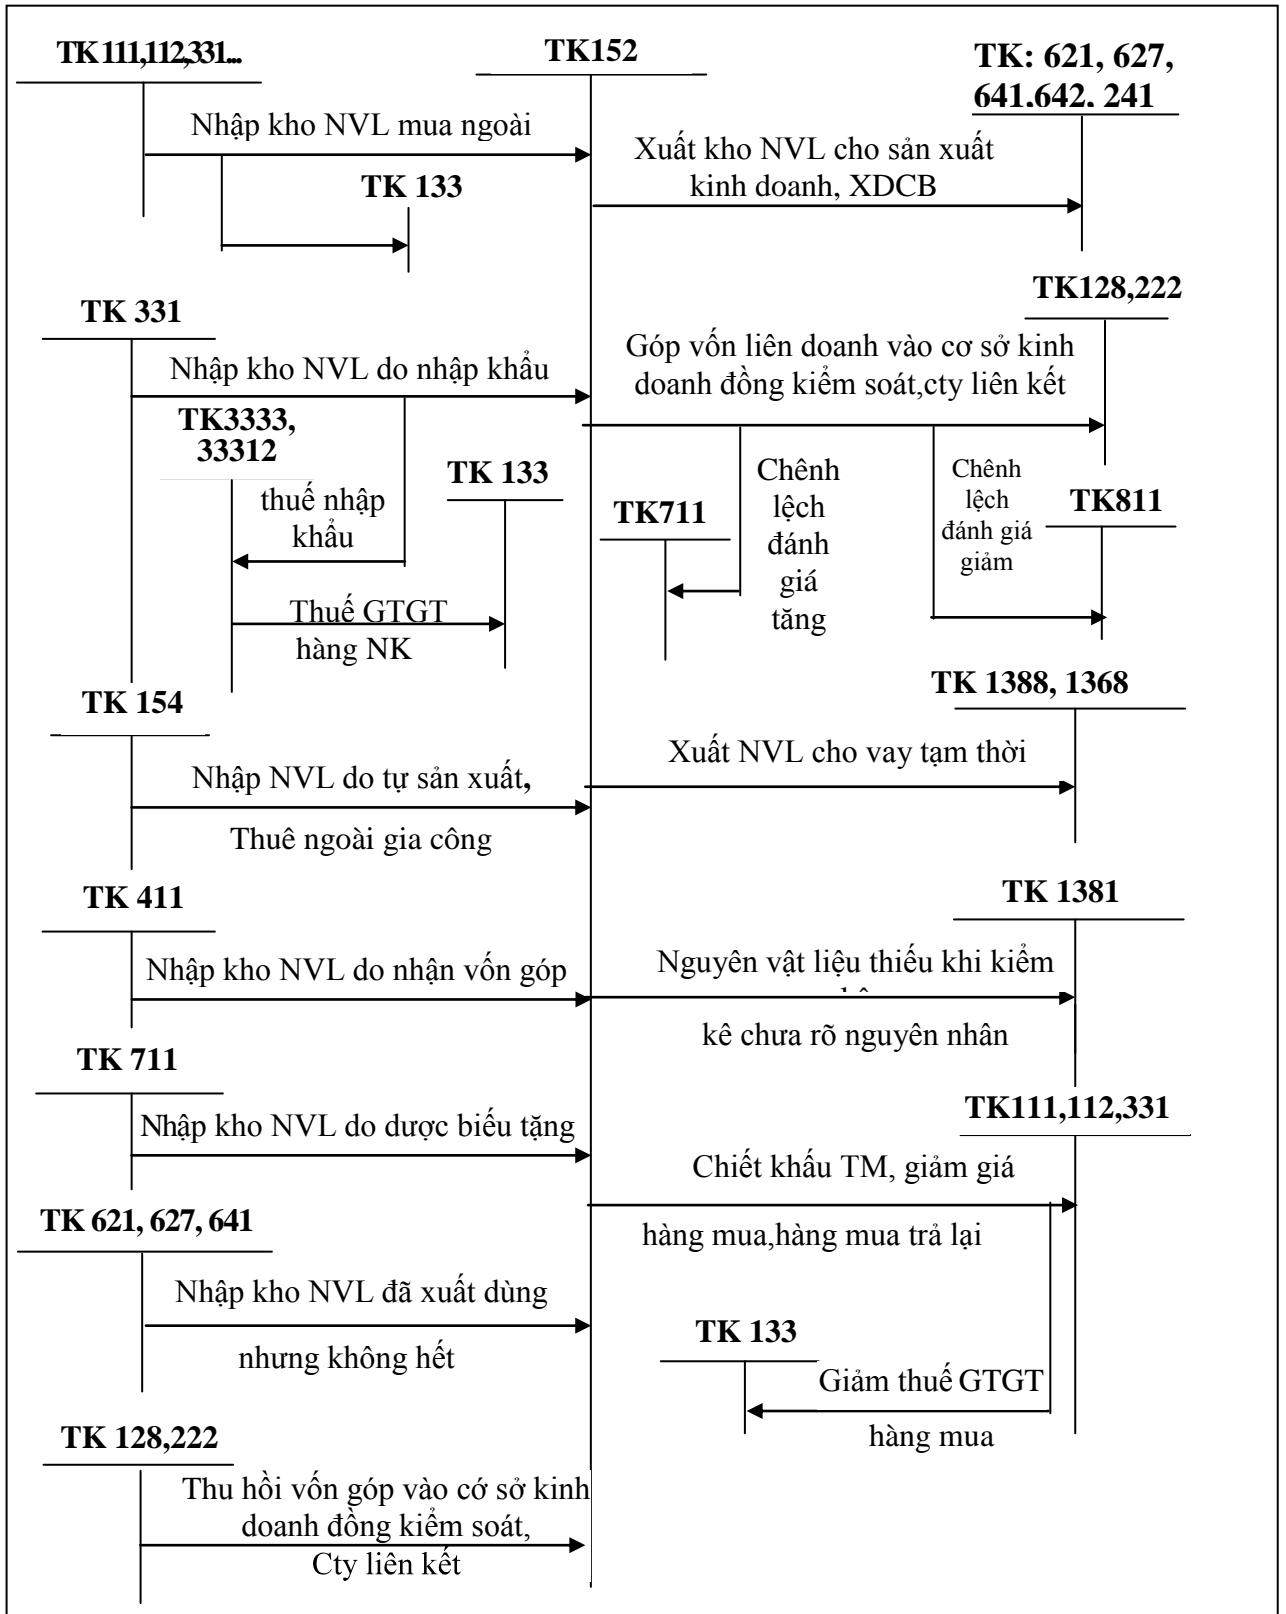 TK 111,112,331...
TK152
TK: 621, 627,
641,642, 241
Nhập kho NVL mua ngoài
Xuất kho NVL cho sản xuất
kinh doanh, XDCB
TK 133
TK128,222
TK 331
Góp vốn liên doanh vào cơ sở kinh
doanh đồng kiểm soát,cty liên kết
Nhập kho NVL do nhập khẩu
TK3333,
33312
TK 133
thuế nhập
khẩu
Thuế GTGT
hàng NK
TK711
Chênh
lệch
đánh
giá
tăng
Chênh
lệch
đánh giá
giảm
TK811
TK 1388, 1368
TK 154
Xuất NVL cho vay tạm thời
Nhập NVL do tự sản xuất,
Thuê ngoài gia công
TK 411
TK 1381
Nhập kho NVL do nhận vốn góp
Nguyên vật liệu thiếu khi kiểm
kê chưa rõ nguyên nhân
TK 711
TK111,112,331
Nhập kho NVL do dược biếu tặng
Chiết khấu TM, giảm giá
hàng mua,hàng mua trả lại
TK 621, 627, 641
Nhập kho NVL đã xuất dùng
nhưng không hết
TK 133
Giảm thuế GTGT
hàng mua
TK 128,222
Thu hồi vốn góp vào cớ sở kinh
doanh đồng kiểm soát,
Cty liên kết